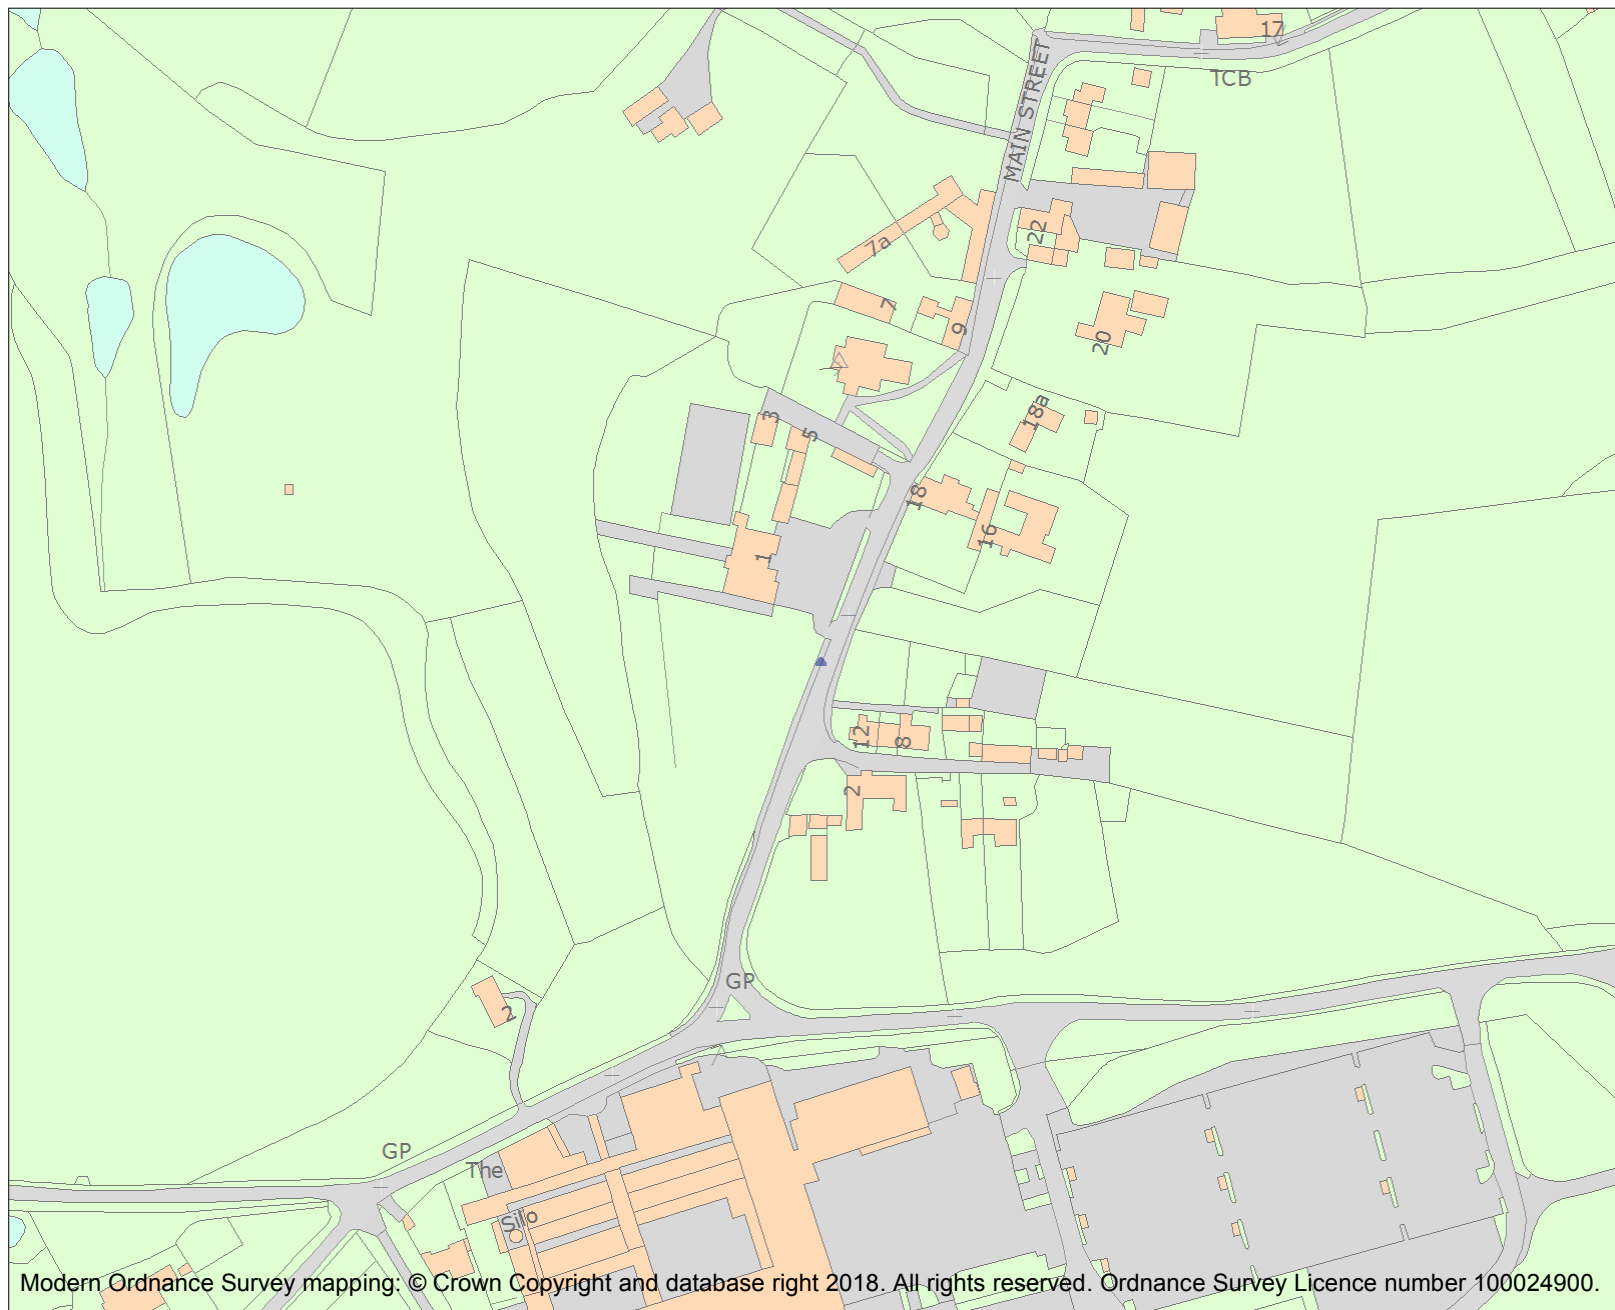 17
TCB
MAIN STREET
22
7a
7
9
20
3
5
18a
18
16
1
12
8
2
GP
2
GP
The
Silo
Modern Ordnance Survey mapping: © Crown Copyright and database right 2018. All rights reserved. Ordnance Survey Licence number 100024900.